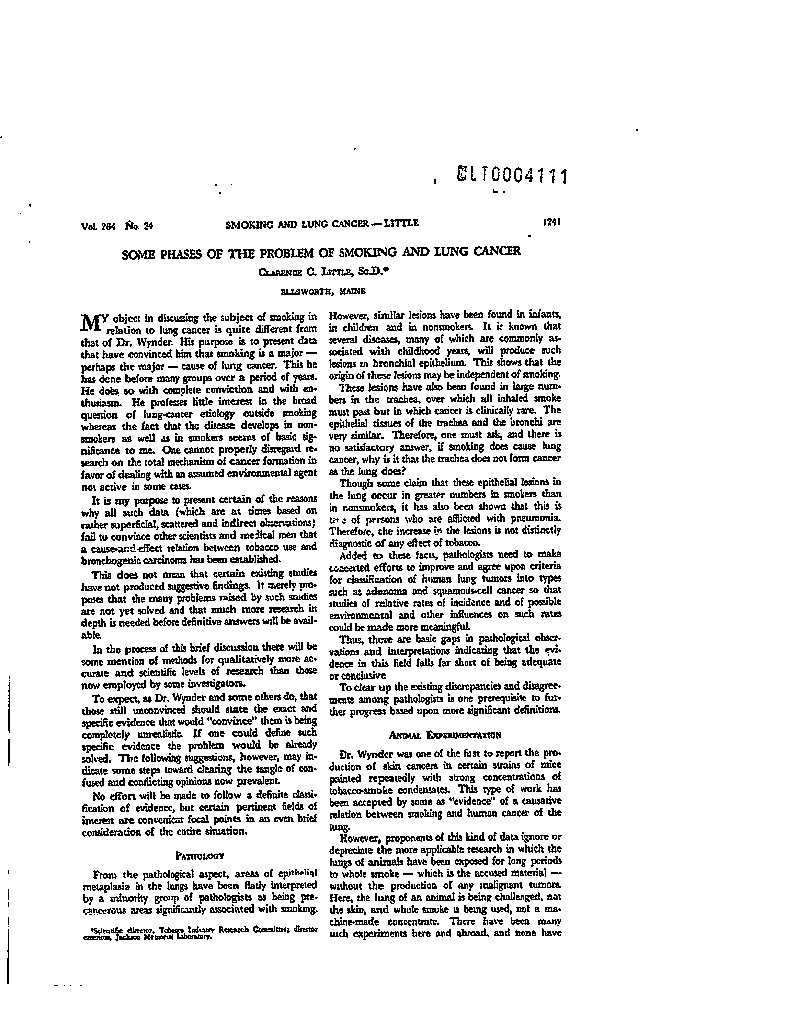 CLT0004111
Vol. 264 No. 24 SMOKING AND LUNG CANCER — LITTLE 1241
SOME PHASES OF THE PROBLEM OF SMOKING AND LUNG CANCER
CLARENCE C. LITTLE, SC.D.*
ELLSWORTH, MAINE
MY object in discussing the subject of smoking in
relation to lung cancer is quite different from
that of Dr. Wynder. His purpose is to present data
that have convinced him that smoking is a major —
perhaps the major — cause of lung cancer. This he
has done before many groups over a period of years.
He does so with complete conviction and with en-
thusiasm. He professes little interest in the broad
question of lung-cancer etiology outside smoking
whereas the fact that the disease develops in non-
smokers as well as in smokers seems of basic sig-
nificance to me. One cannot properly disregard re-
search on the total mechanism of cancer formation in
favor of dealing with an assumed environmental agent
not active in some cases.
It is my purpose to present certain of the reasons
why all such data (which are at times based on
rather superficial, scattered and indirect observations)
fail to convince other scientists and medical men that
a cause-and-effect relation between tobacco use and
bronchogenic carcinoma has been established.
This does not mean that certain existing studies
have not produced suggestive findings. It merely pro-
poses that the many problems raised by such studies
are not yet solved and that much more research in
depth is needed before definitive answers will be avail-
able.
In the process of this brief discussion there will be
some mention of methods for qualitatively more ac-
curate and scientific levels of research than those
now employed by some investigators.
To expect, as Dr. Wynder and some others do, that
those still unconvinced should state the exact and
specific evidence that would "convince" them is being
completely unrealistic. If one could define such
specific evidence the problem would be already
solved. The following suggestions, however, may in-
dicate some steps toward clearing the tangle of con-
fused and conflicting opinions now prevalent.
No effort will be made to follow a definite classi-
fication of evidence, but certain pertinent fields of
interest are convenient focal points in an even brief
consideration of the entire situation.
PATHOLOGY
From the pathological aspect, areas of epithelial
metaplasia in the lungs have been flatly interpreted
by a minority group of pathologists as being pre-
cancerous areas significantly associated with smoking.
*Scientific director, Tobacco Industry Research Committee; director
emeritus, Jackson Memorial Laboratory.
However, similar lesions have been found in infants,
in children and in nonsmokers. It is known that
several diseases, many of which are commonly as-
sociated with childhood years, will produce such
lesions in bronchial epithelium. This shows that the
origin of these lesions may be independent of smoking.
These lesions have also been found in large num-
bers in the trachea, over which all inhaled smoke
must pass but in which cancer is clinically rare. The
epithelial tissues of the trachea and the bronchi are
very similar. Therefore, one must ask, and there is
no satisfactory answer, if smoking does cause lung
cancer, why is it that the trachea does not form cancer
as the lung does?
Though some claim that these epithelial lesions in
the lung occur in greater numbers in smokers than
in nonsmokers, it has also been shown that this is
true of persons who are afflicted with pneumonia.
Therefore, the increase in the lesions is not distinctly
diagnostic of any effect of tobacco.
Added to these facts, pathologists need to make
concerted efforts to improve and agree upon criteria
for classification of human lung tumors into types
such as adenoma and squamous-cell cancer so that
studies of relative rates of incidence and of possible
environmental and other influences on such rates
could be made more meaningful.
Thus, there are basic gaps in pathological obser-
vations and interpretations indicating that the evi-
dence in this field falls far short of being adequate
or conclusive
To clear up the existing discrepancies and disagree-
ments among pathologists is one prerequisite to fur-
ther progress based upon more significant definitions.
ANIMAL EXPERIMENTATION
Dr. Wynder was one of the first to report the pro-
duction of skin cancers in certain strains of mice
painted repeatedly with strong concentrations of
tobacco-smoke condensates. This type of work has
been accepted by some as "evidence" of a causative
relation between smoking and human cancer of the
lung.
However, proponents of this kind of data ignore or
depreciate the more applicable research in which the
lungs of animals have been exposed for long periods
to whole smoke — which is the accused material —
without the production of any malignant tumors.
Here, the lung of an animal is being challenged, not
the skin, and whole smoke is being used, not a ma-
chine-made concentrate. There have been many
such experiments here and abroad, and none have